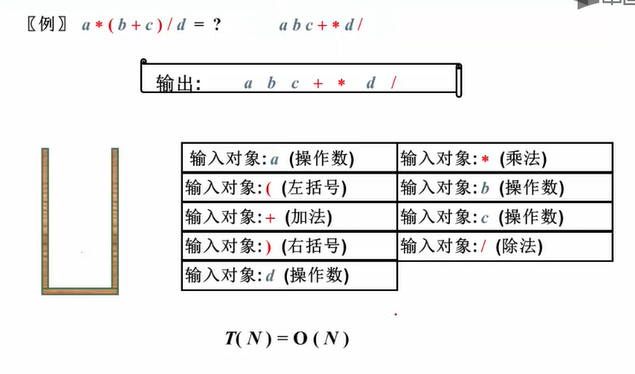 〖例〗 a * ( b + c ) / d = ? a b c + * d /
输出: a b c + * d /
输入对象: a (操作数) 输入对象: * (乘法)
输入对象: ( (左括号) 输入对象: b (操作数)
输入对象: + (加法) 输入对象: c (操作数)
输入对象: ) (右括号) 输入对象: / (除法)
输入对象: d (操作数)
T( N ) = O ( N )